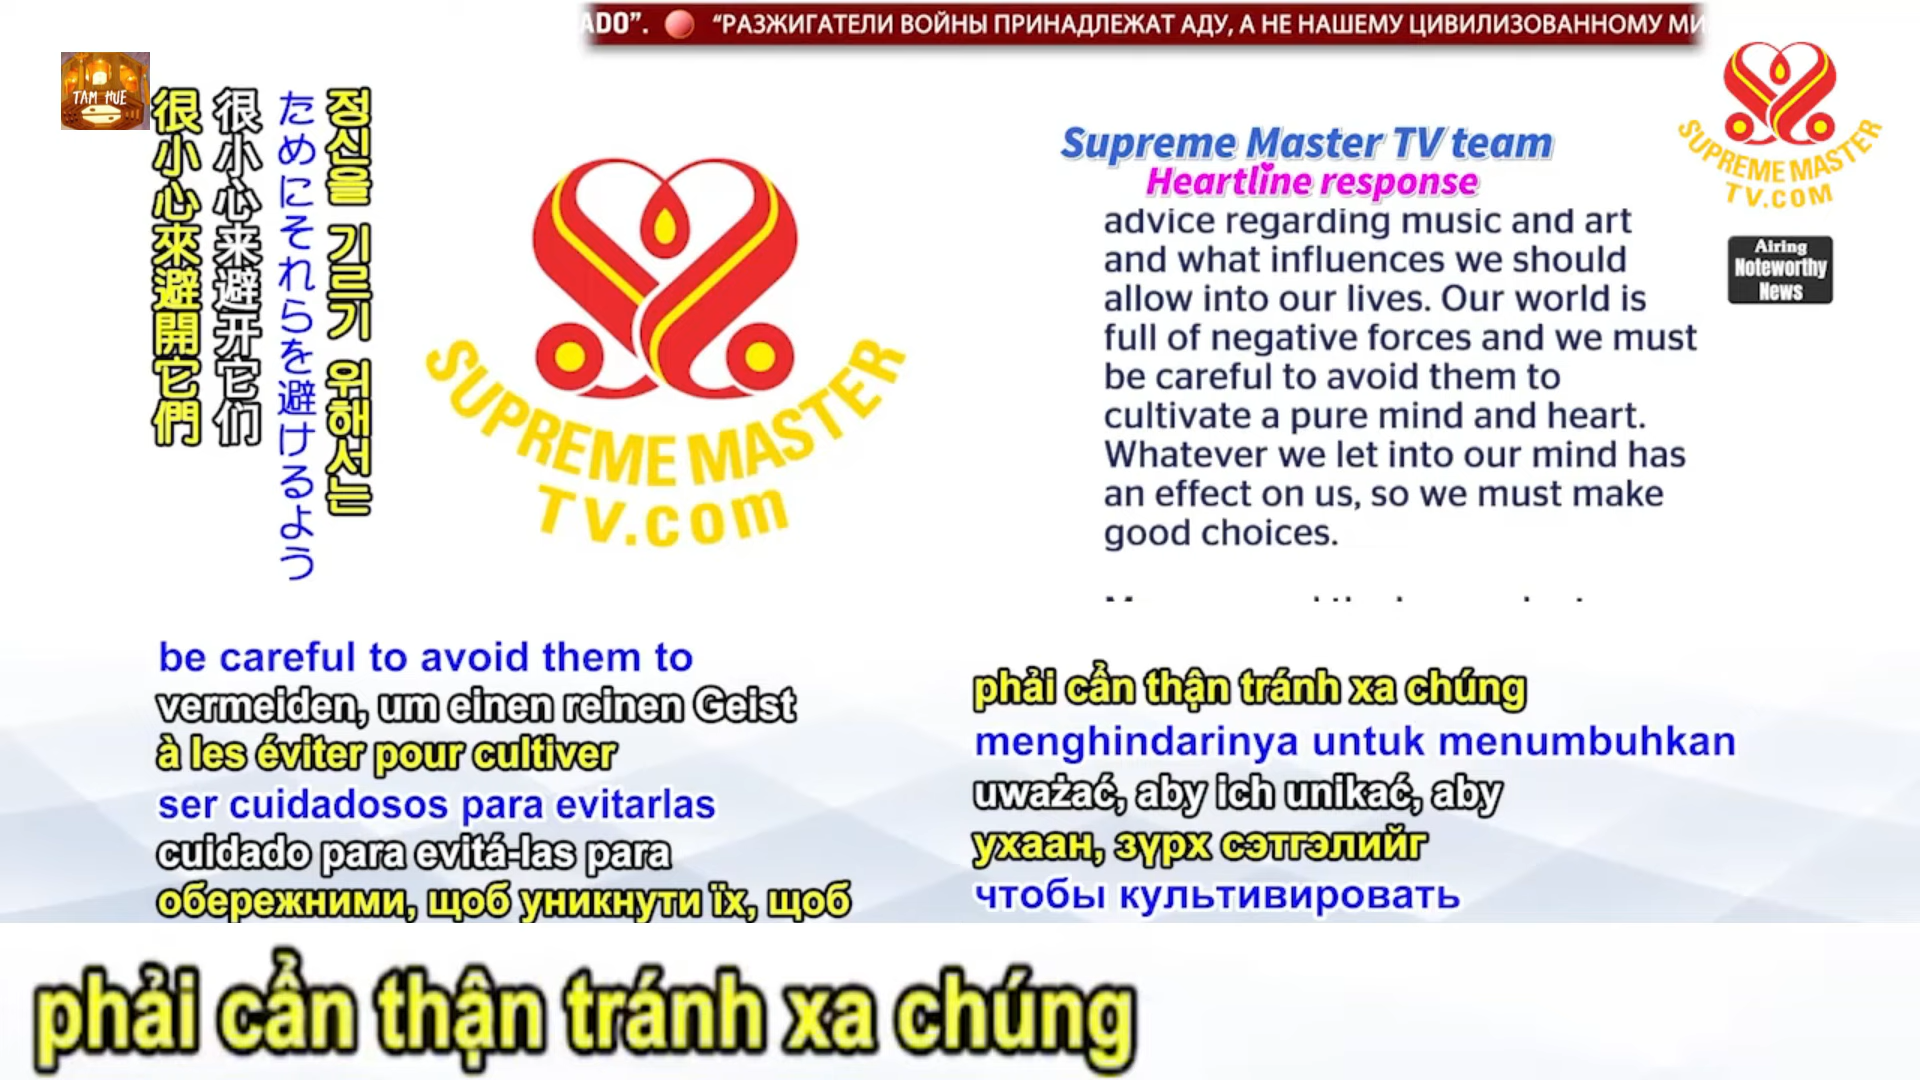 ADO”. “РАЗЖИГАТЕЛИ ВОЙНЫ ПРИНАДЛЕЖАТ АДУ, А НЕ НАШЕМУ ЦИВИЛИЗОВАННОМУ
TAM HUE
很小心來避開它們
很小心来避开它们
ためにそれらを避けるよう
정신을 기르기 위해서는
SUPREME MASTER
TV.com
Supreme Master TV team
Heartline response
advice regarding music and art
and what influences we should
allow into our lives. Our world is
full of negative forces and we must
be careful to avoid them to
cultivate a pure mind and heart.
Whatever we let into our mind has
an effect on us, so we must make
good choices.
SUPREME MASTER
TV.COM
Airing
Noteworthy
News
be careful to avoid them to
vermeiden, um einen reinen Geist
à les éviter pour cultiver
ser cuidadosos para evitarlas
cuidado para evitá-las para
обережними, щоб уникнути їх, щоб
phải cẩn thận tránh xa chúng
menghindarinya untuk menumbuhkan
uważać, aby ich unikać, aby
ухаан, зүрх сэтгэлийг
чтобы культивировать
phải cẩn thận tránh xa chúng